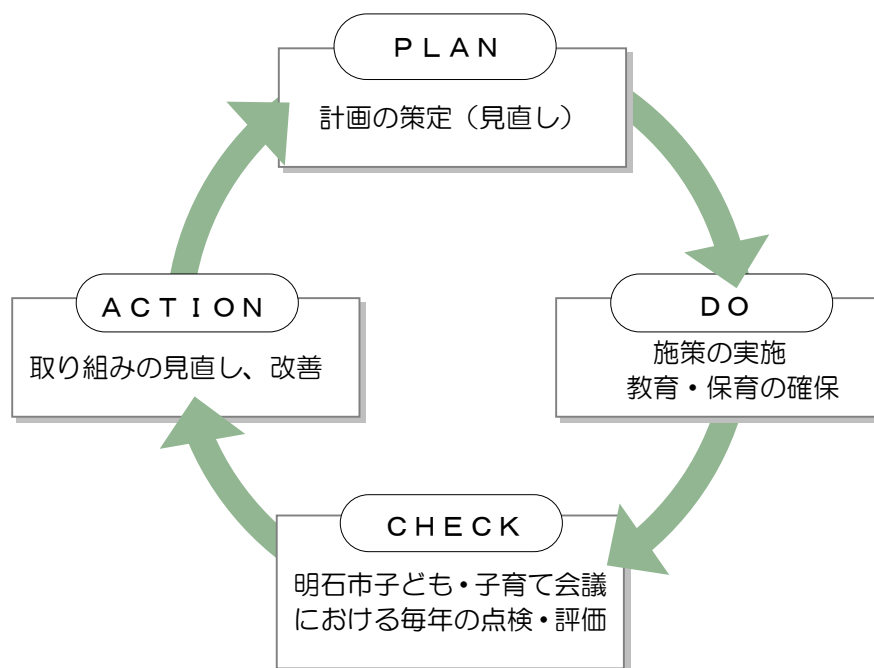 ＰＬＡＮ
計画の策定（見直し）
ＤＯ
施策の実施
教育・保育の確保
ＣＨＥＣＫ
明石市子ども・子育て会議
における毎年の点検・評価
ＡＣＴＩＯＮ
取り組みの見直し、改善